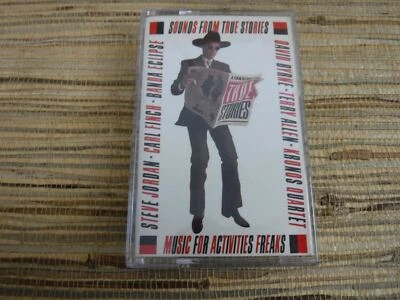 SOUNDS FROM TRUE STORIES
DAVID BYRNE · TERRY ALLEN · KRONOS QUARTET
STEVE JORDAN · CARL FINCH · BANDA ECLIPSE
TRUE
STORIES
MUSIC FOR ACTIVITIES FREAKS